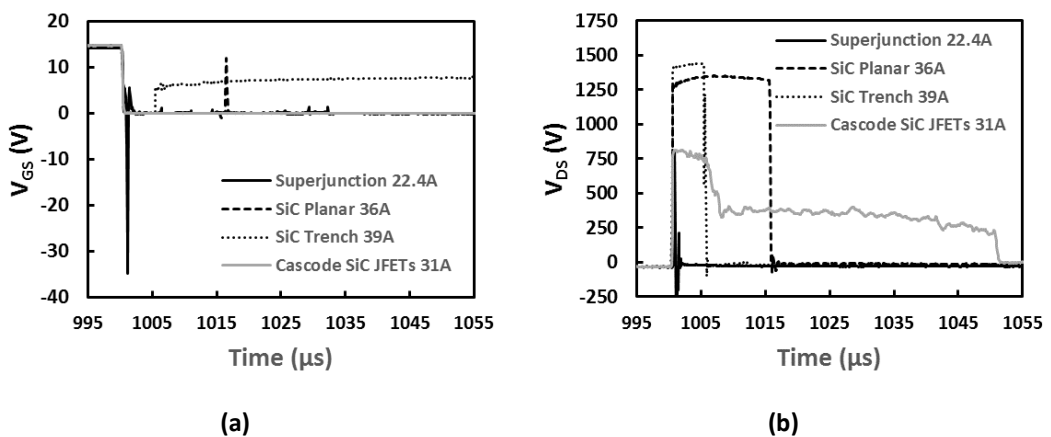 20
10
0
-10
-20
-30
-40
V_GS (V)
995 1005 1015 1025 1035 1045 1055
Time (μs)
Superjunction 22.4A
SiC Planar 36A
SiC Trench 39A
Cascode SiC JFETs 31A
(a)
1750
1500
1250
1000
750
500
250
0
-250
V_DS (V)
995 1005 1015 1025 1035 1045 1055
Time (μs)
Superjunction 22.4A
SiC Planar 36A
SiC Trench 39A
Cascode SiC JFETs 31A
(b)